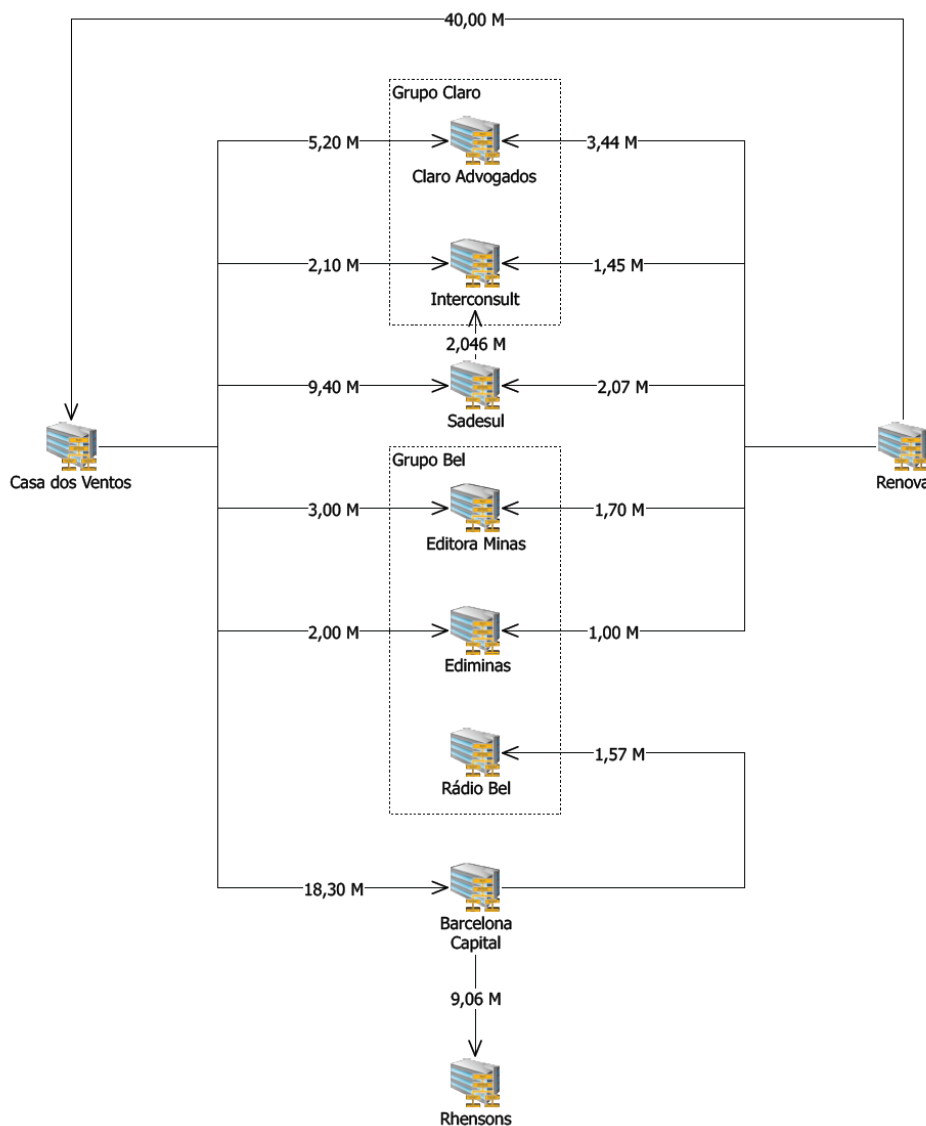 40,00 M
Grupo Claro
5,20 M
3,44 M
Claro Advogados
2,10 M
1,45 M
Interconsult
2,046 M
9,40 M
2,07 M
Sadesul
Casa dos Ventos
Renova
Grupo Bel
3,00 M
1,70 M
Editora Minas
2,00 M
1,00 M
Ediminas
1,57 M
Rádio Bel
18,30 M
Barcelona
Capital
9,06 M
Rhensons